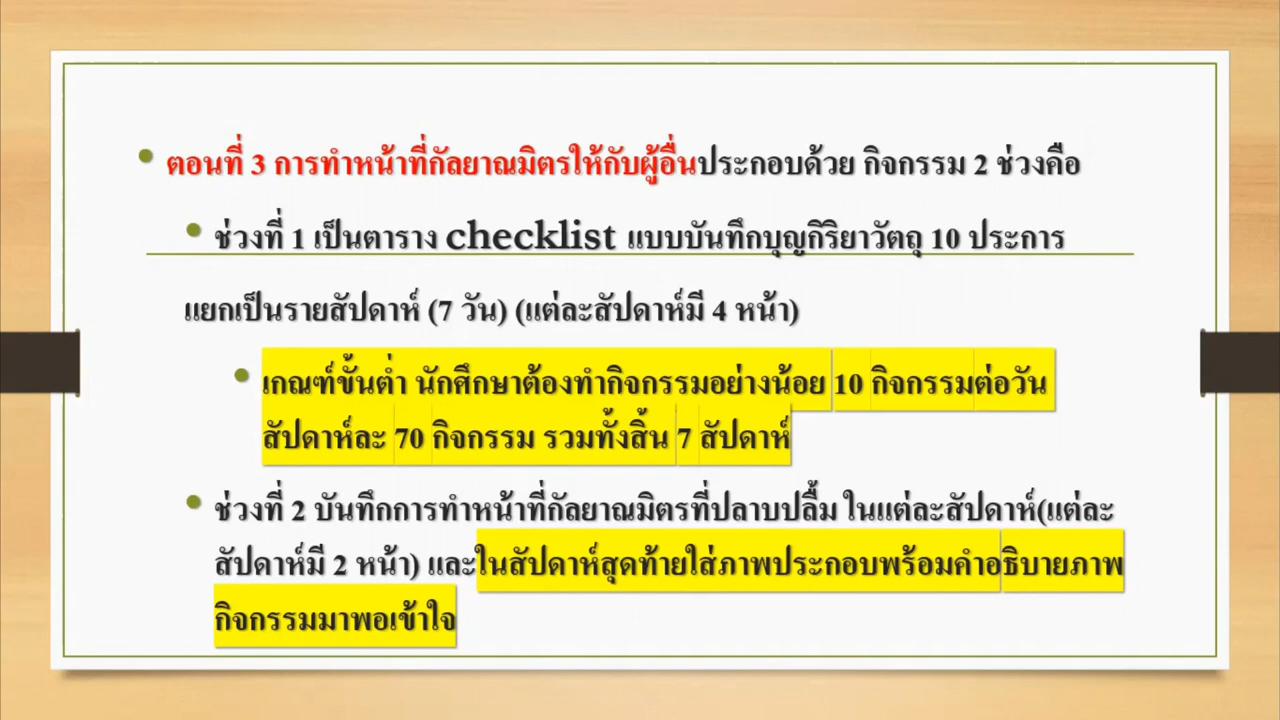 ตอนที่ 3 การทำหน้าที่กัลยาณมิตรให้กับผู้อื่นประกอบด้วย กิจกรรม 2 ช่วงคือ
ช่วงที่ 1 เป็นตาราง checklist แบบบันทึกบุญกิริยาวัตถุ 10 ประการ
แยกเป็นรายสัปดาห์ (7 วัน) (แต่ละสัปดาห์มี 4 หน้า)
เกณฑ์ขั้นต่ำ นักศึกษาต้องทำกิจกรรมอย่างน้อย 10 กิจกรรมต่อวัน
สัปดาห์ละ 70 กิจกรรม รวมทั้งสิ้น 7 สัปดาห์
ช่วงที่ 2 บันทึกการทำหน้าที่กัลยาณมิตรที่ปลาบปลื้ม ในแต่ละสัปดาห์(แต่ละ
สัปดาห์มี 2 หน้า) และในสัปดาห์สุดท้ายใส่ภาพประกอบพร้อมคำอธิบายภาพ
กิจกรรมมาพอเข้าใจ